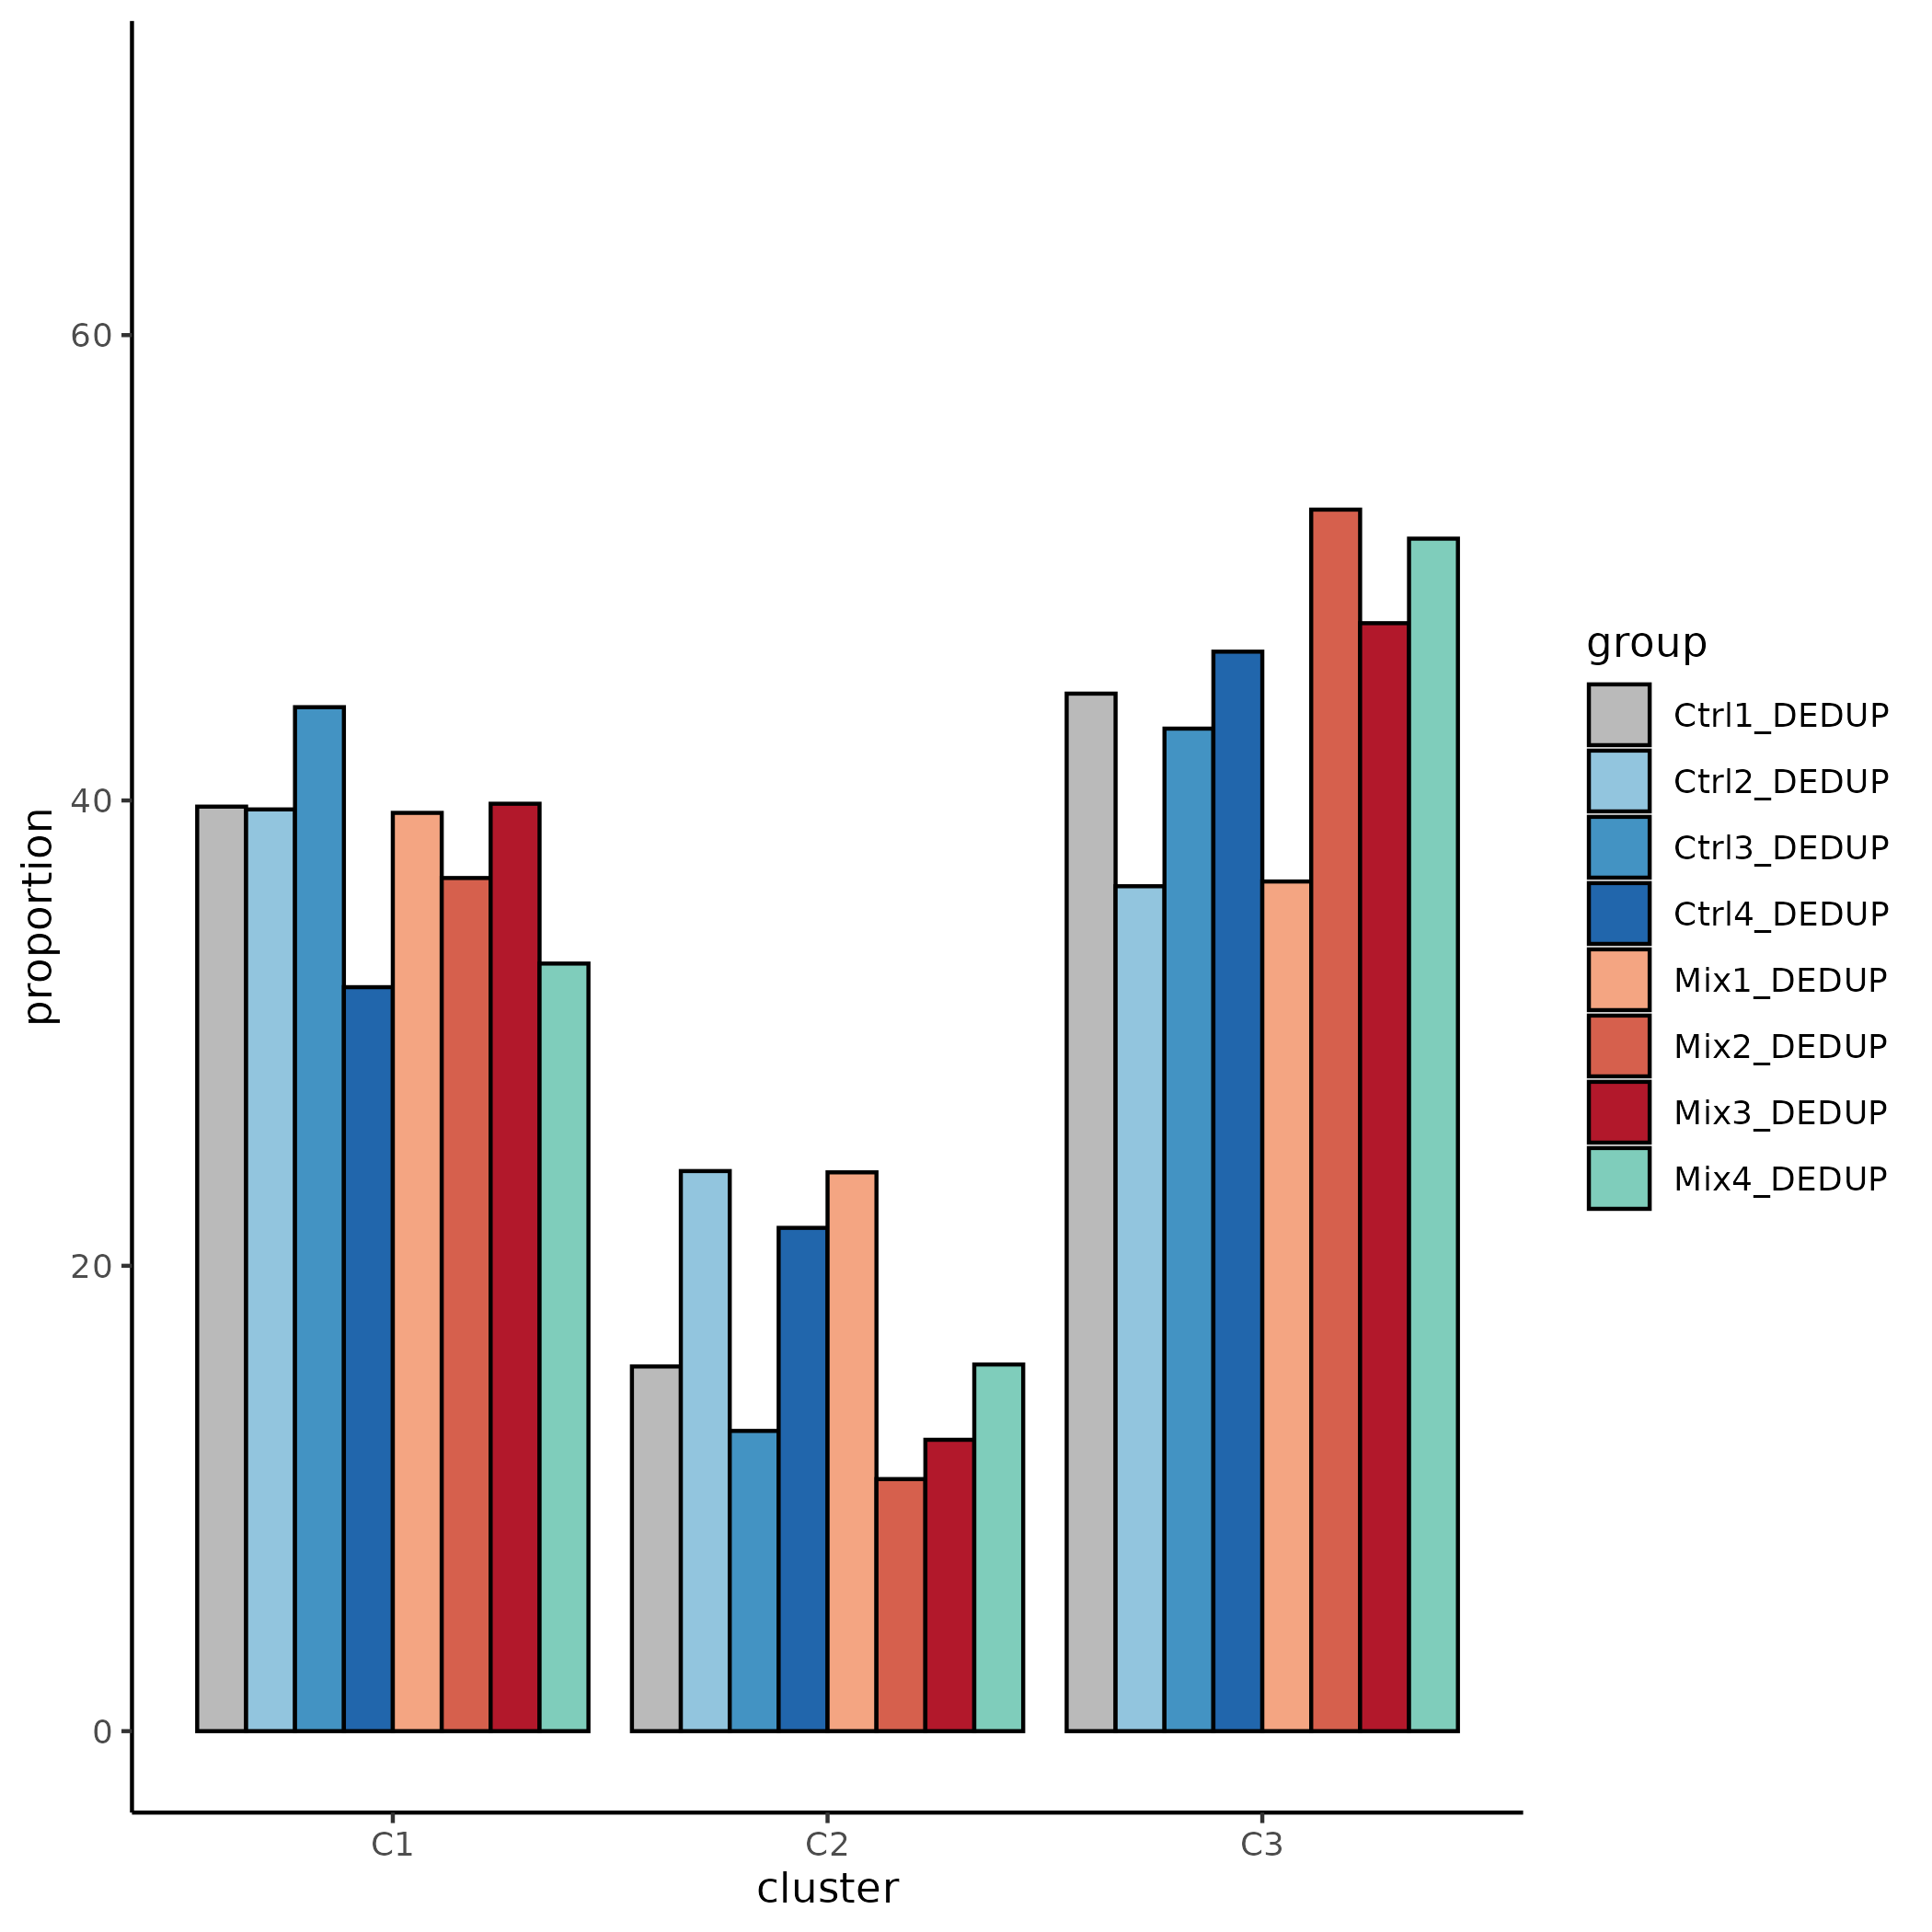 proportion
60
40
20
0
C1
C2
C3
cluster
group
Ctrl1_DEDUP
Ctrl2_DEDUP
Ctrl3_DEDUP
Ctrl4_DEDUP
Mix1_DEDUP
Mix2_DEDUP
Mix3_DEDUP
Mix4_DEDUP